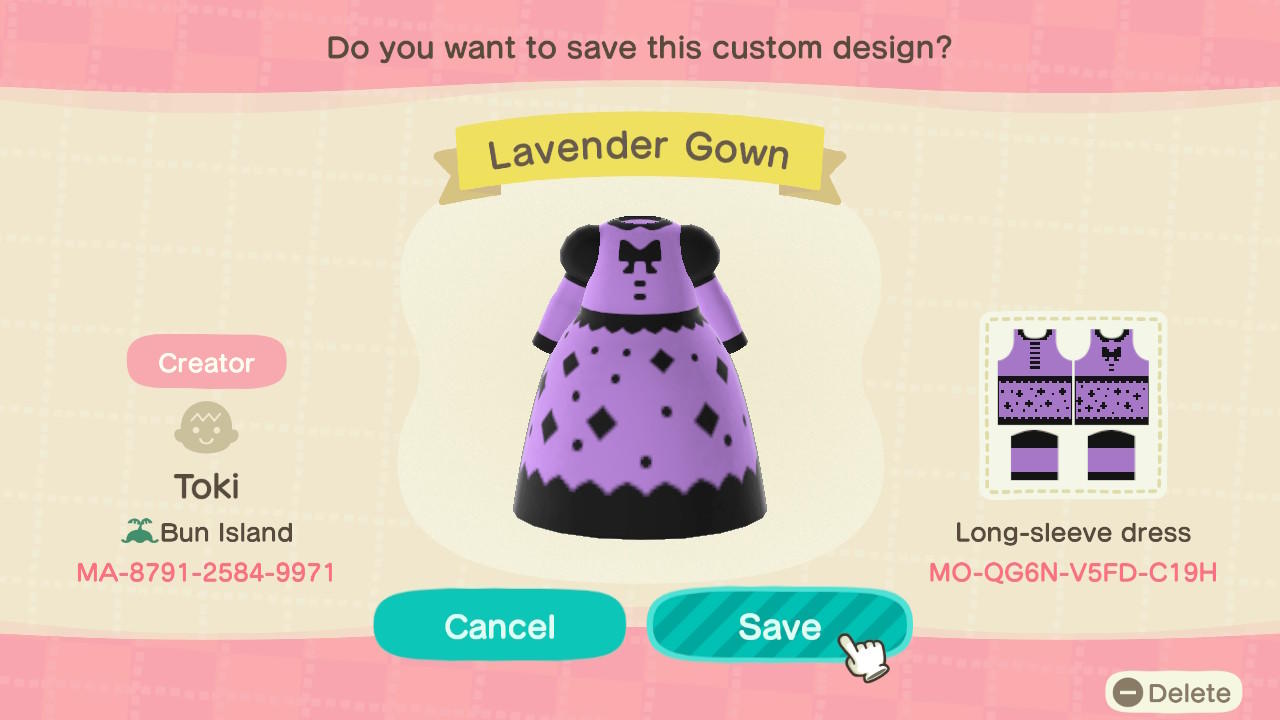 Do you want to save this custom design?
Lavender Gown
Creator
Toki
Bun Island
MA-8791-2584-9971
Long-sleeve dress
MO-QG6N-V5FD-C19H
Cancel
Save
Delete